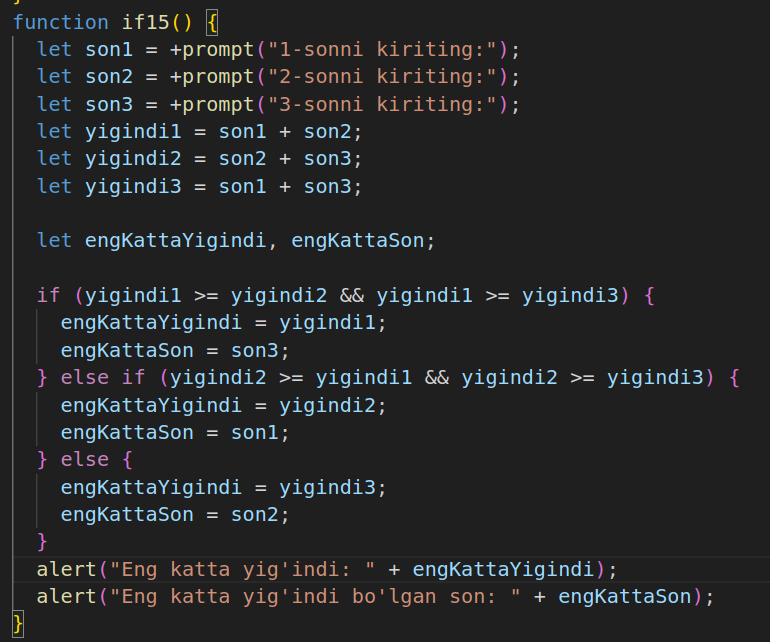 function if15() {
  let son1 = +prompt("1-sonni kiriting:");
  let son2 = +prompt("2-sonni kiriting:");
  let son3 = +prompt("3-sonni kiriting:");
  let yigindi1 = son1 + son2;
  let yigindi2 = son2 + son3;
  let yigindi3 = son1 + son3;

  let engKattaYigindi, engKattaSon;

  if (yigindi1 >= yigindi2 && yigindi1 >= yigindi3) {
    engKattaYigindi = yigindi1;
    engKattaSon = son3;
  } else if (yigindi2 >= yigindi1 && yigindi2 >= yigindi3) {
    engKattaYigindi = yigindi2;
    engKattaSon = son1;
  } else {
    engKattaYigindi = yigindi3;
    engKattaSon = son2;
  }
  alert("Eng katta yig'indi: " + engKattaYigindi);
  alert("Eng katta yig'indi bo'lgan son: " + engKattaSon);
}